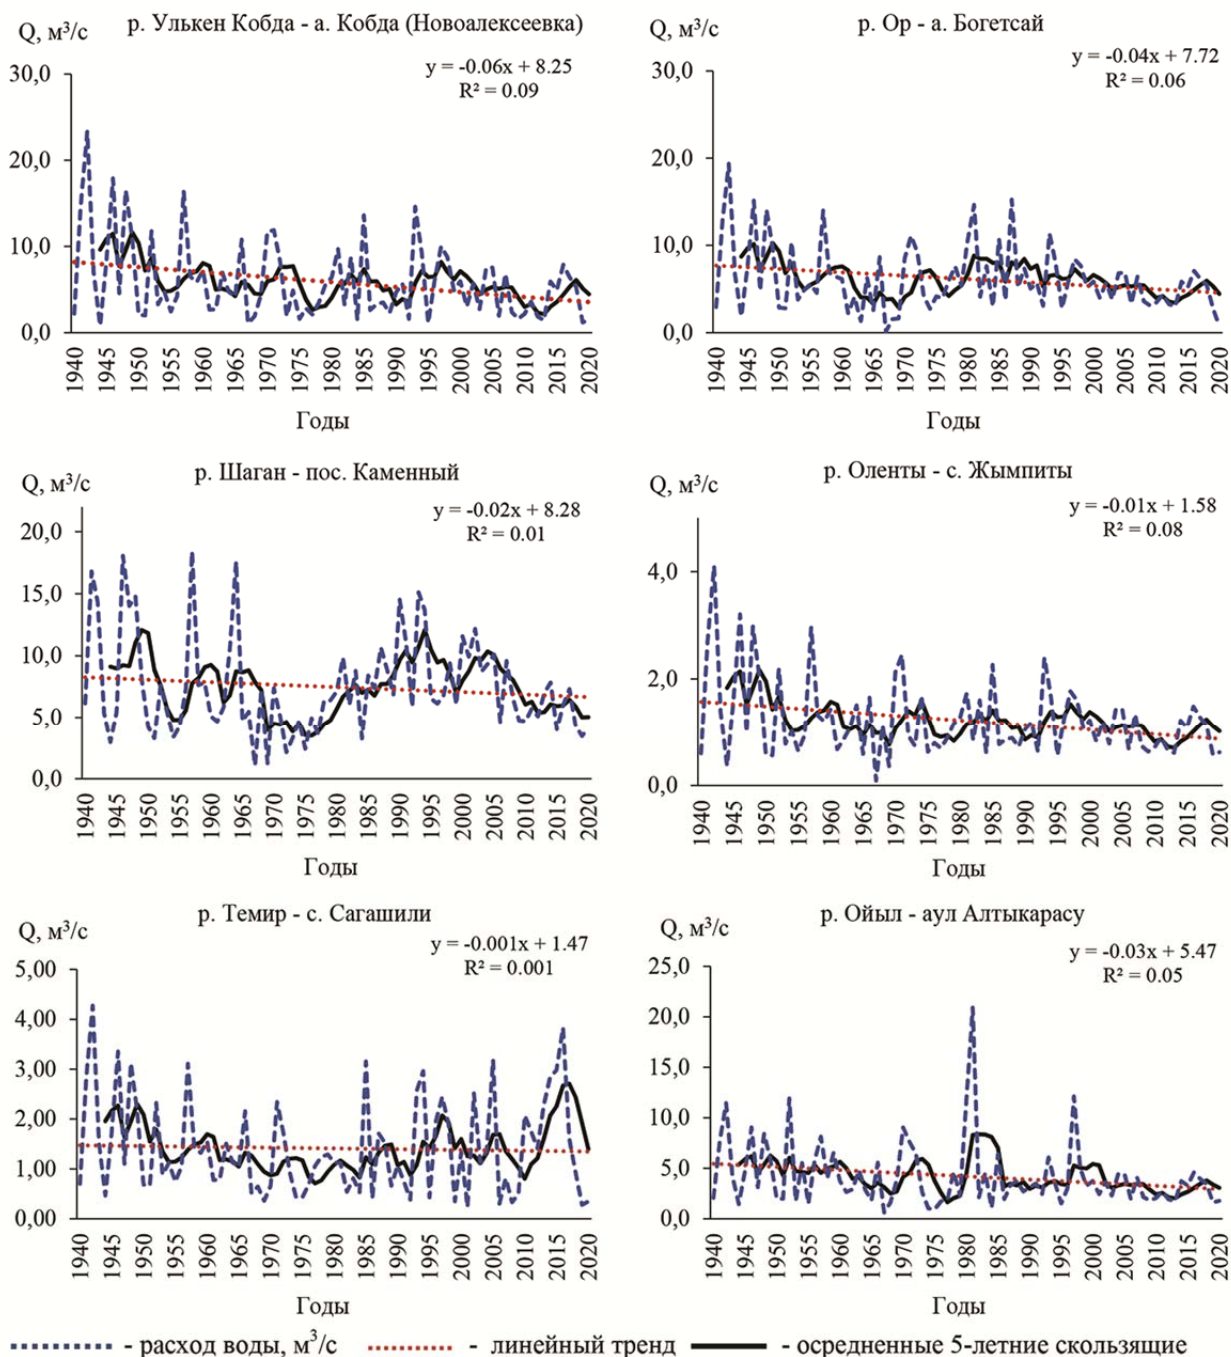 Q, м³/с
р. Улькен Кобда - а. Кобда (Новоалексеевка)
y = -0.06x + 8.25
R² = 0.09
30,0
20,0
10,0
0,0
1940 1945 1950 1955 1960 1965 1970 1975 1980 1985 1990 1995 2000 2005 2010 2015 2020
Годы
Q, м³/с
р. Ор - а. Богетсай
y = -0.04x + 7.72
R² = 0.06
30,0
20,0
10,0
0,0
1940 1945 1950 1955 1960 1965 1970 1975 1980 1985 1990 1995 2000 2005 2010 2015 2020
Годы
Q, м³/с
р. Шаган - пос. Каменный
y = -0.02x + 8.28
R² = 0.01
20,0
15,0
10,0
5,0
0,0
1940 1945 1950 1955 1960 1965 1970 1975 1980 1985 1990 1995 2000 2005 2010 2015 2020
Годы
Q, м³/с
р. Оленты - с. Жымпиты
y = -0.01x + 1.58
R² = 0.08
4,0
2,0
0,0
1940 1945 1950 1955 1960 1965 1970 1975 1980 1985 1990 1995 2000 2005 2010 2015 2020
Годы
Q, м³/с
р. Темир - с. Сагашили
y = -0.001x + 1.47
R² = 0.001
5,00
4,00
3,00
2,00
1,00
0,00
1940 1945 1950 1955 1960 1965 1970 1975 1980 1985 1990 1995 2000 2005 2010 2015 2020
Годы
Q, м³/с
р. Ойыл - аул Алтыкарасу
y = -0.03x + 5.47
R² = 0.05
25,0
20,0
15,0
10,0
5,0
0,0
1940 1945 1950 1955 1960 1965 1970 1975 1980 1985 1990 1995 2000 2005 2010 2015 2020
Годы
- расход воды, м³/с - линейный тренд - осредненные 5-летние скользящие